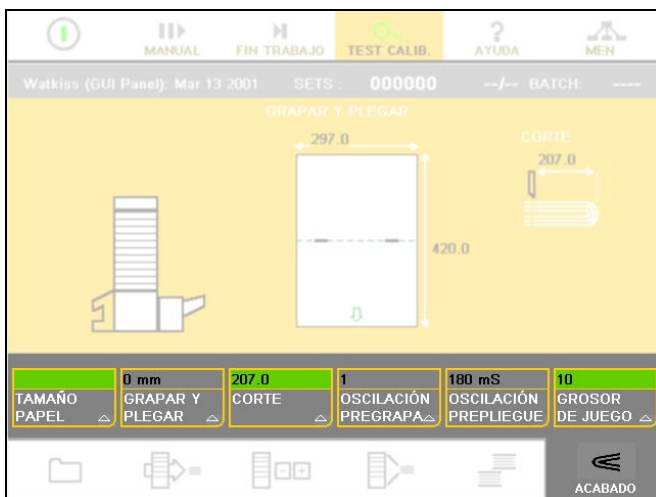 MANUAL FIN TRABAJO TEST CALIB. AYUDA MEN
Watkiss (GUI Panel): Mar 13 2001 SETS : 000000 --/-- BATCH: ----
GRAPAR Y PLEGAR
297.0
CORTE
207.0
420.0
0 mm 207.0 1 180 mS 10
TAMAÑO GRAPAR Y CORTE OSCILACIÓN OSCILACIÓN GROSOR
PAPEL PLEGAR PREGRAPA PREPLIEGUE DE JUEGO
ACABADO